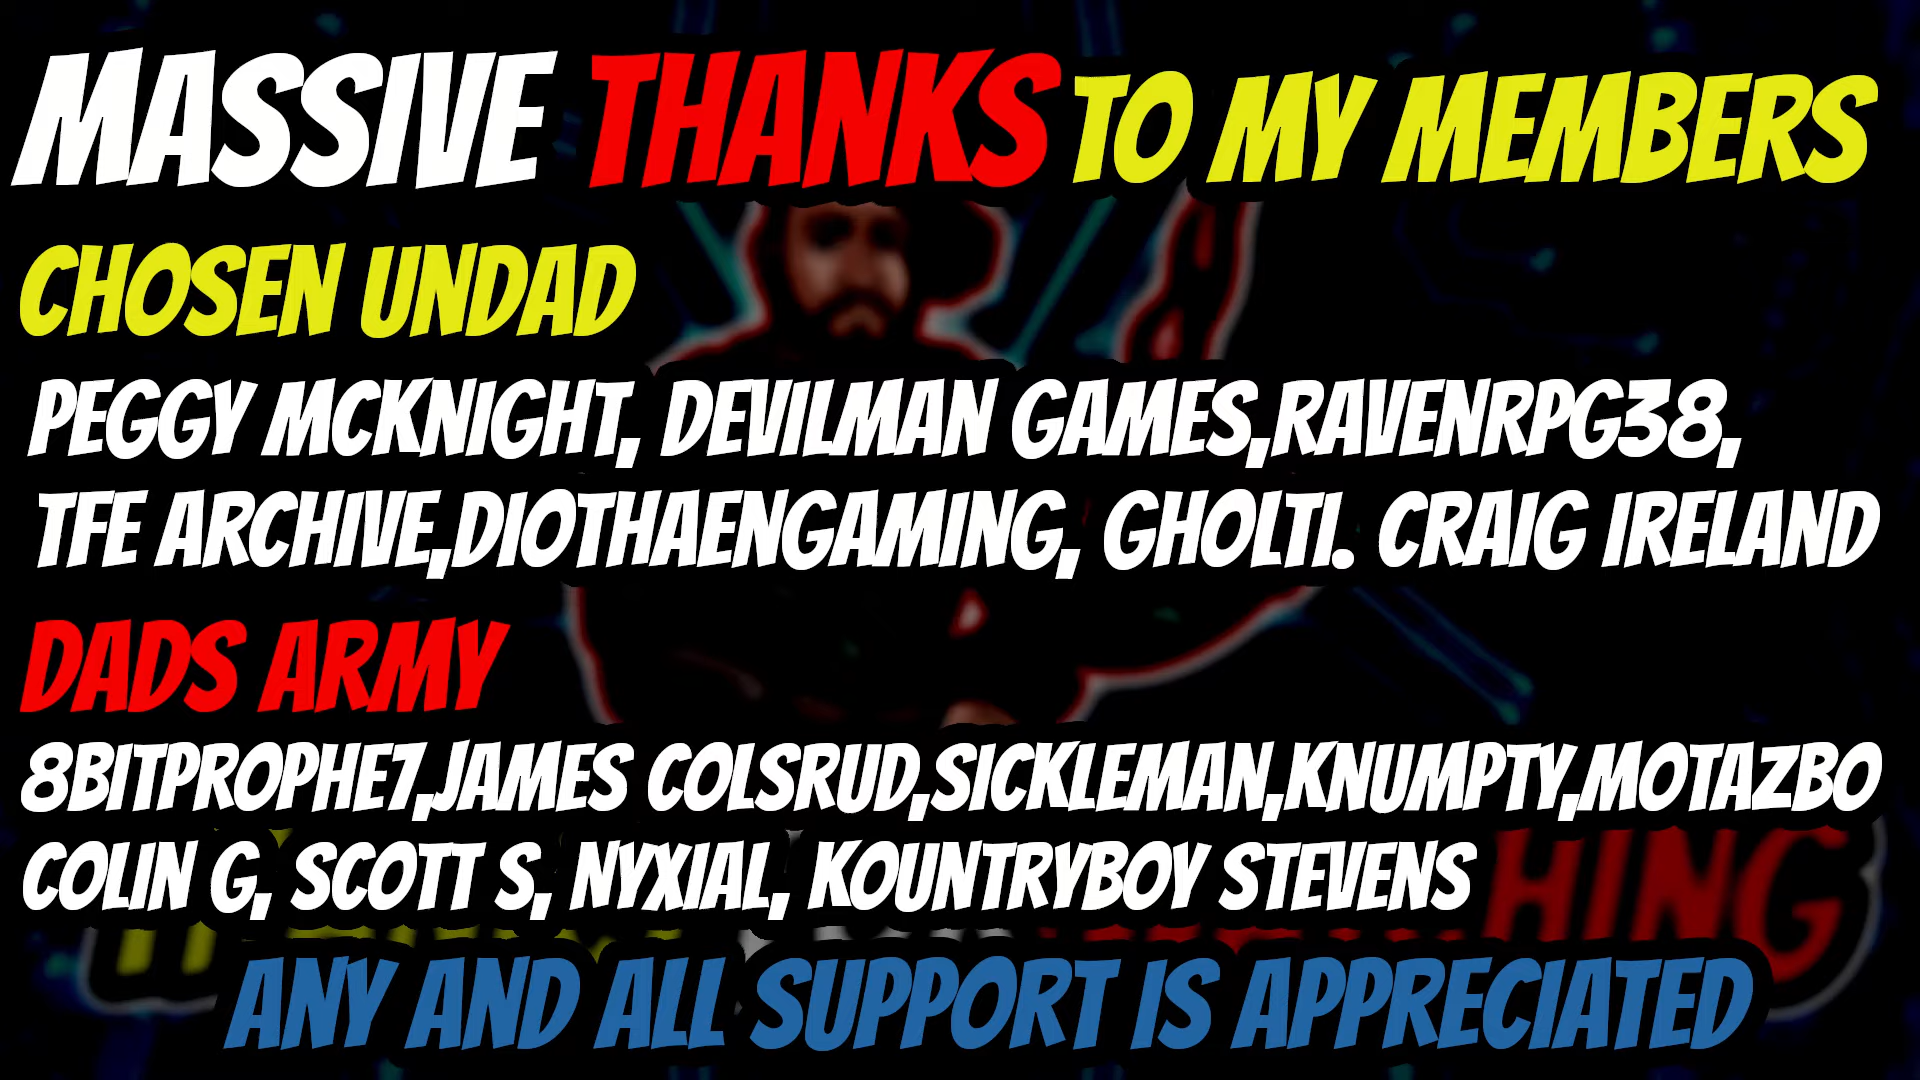 MASSIVE THANKS TO MY MEMBERS
CHOSEN UNDAD
PEGGY MCKNIGHT, DEVILMAN GAMES,RAVENRPG38,
TFE ARCHIVE,DIOTHAENGAMING, GHOLTI. CRAIG IRELAND
DADS ARMY
8BITPROPHE7,JAMES COLSRUD,SICKLEMAN,KNUMPTY,MOTAZBO
COLIN G, SCOTT S, NYXIAL, KOUNTRYBOY STEVENS
ANY AND ALL SUPPORT IS APPRECIATED